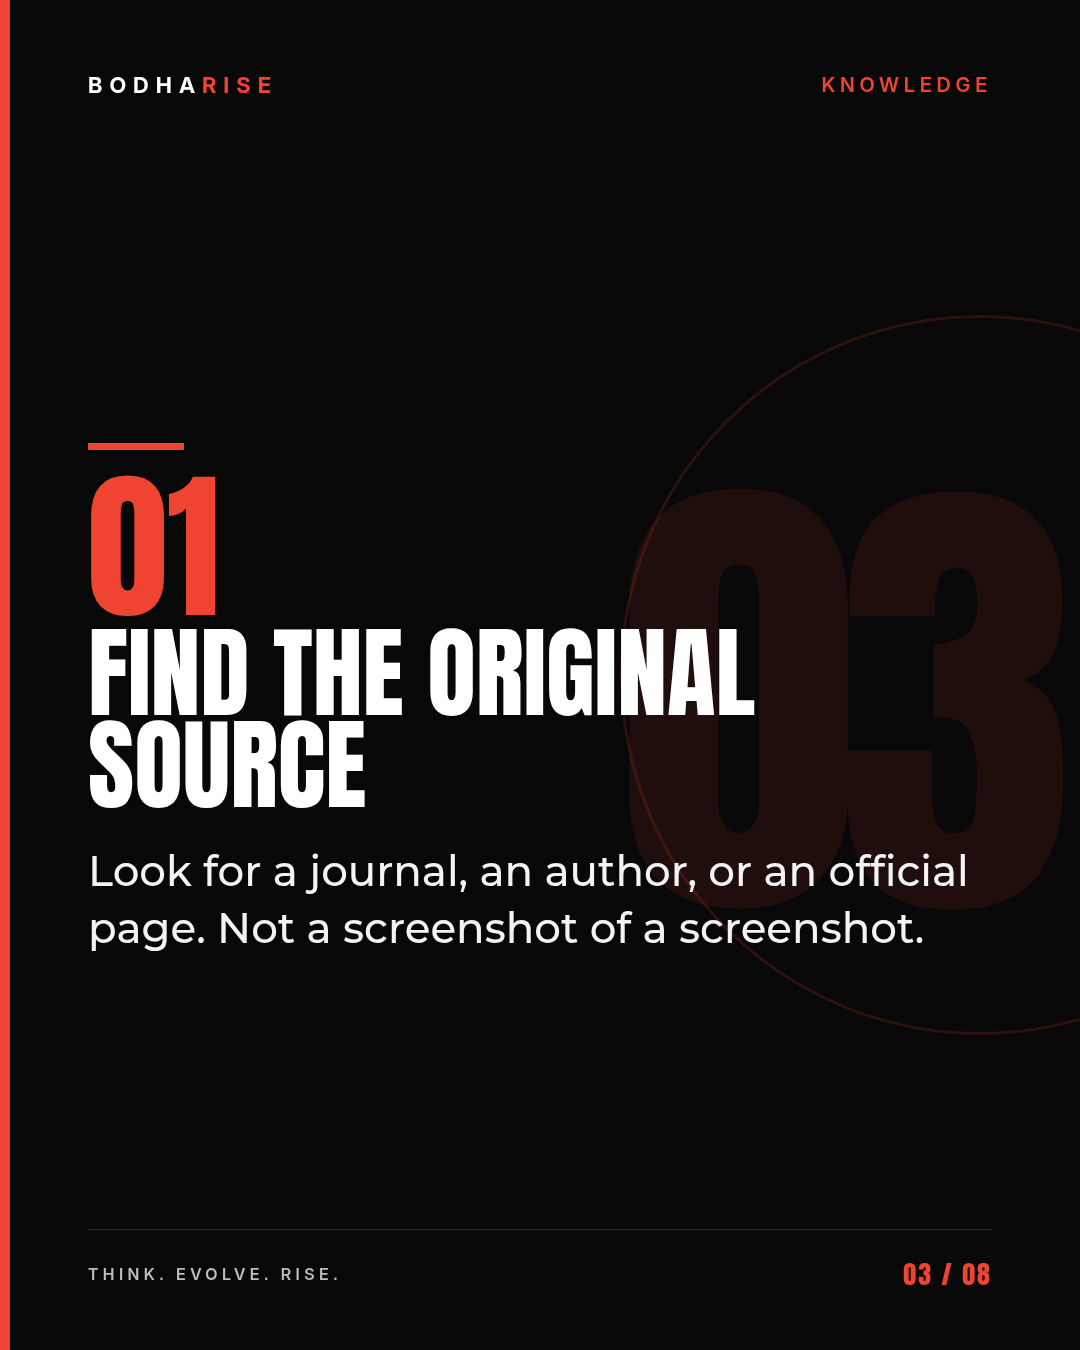 BODHARISE
KNOWLEDGE
01
03
FIND THE ORIGINAL
SOURCE
Look for a journal, an author, or an official
page. Not a screenshot of a screenshot.
THINK. EVOLVE. RISE.
03 / 08